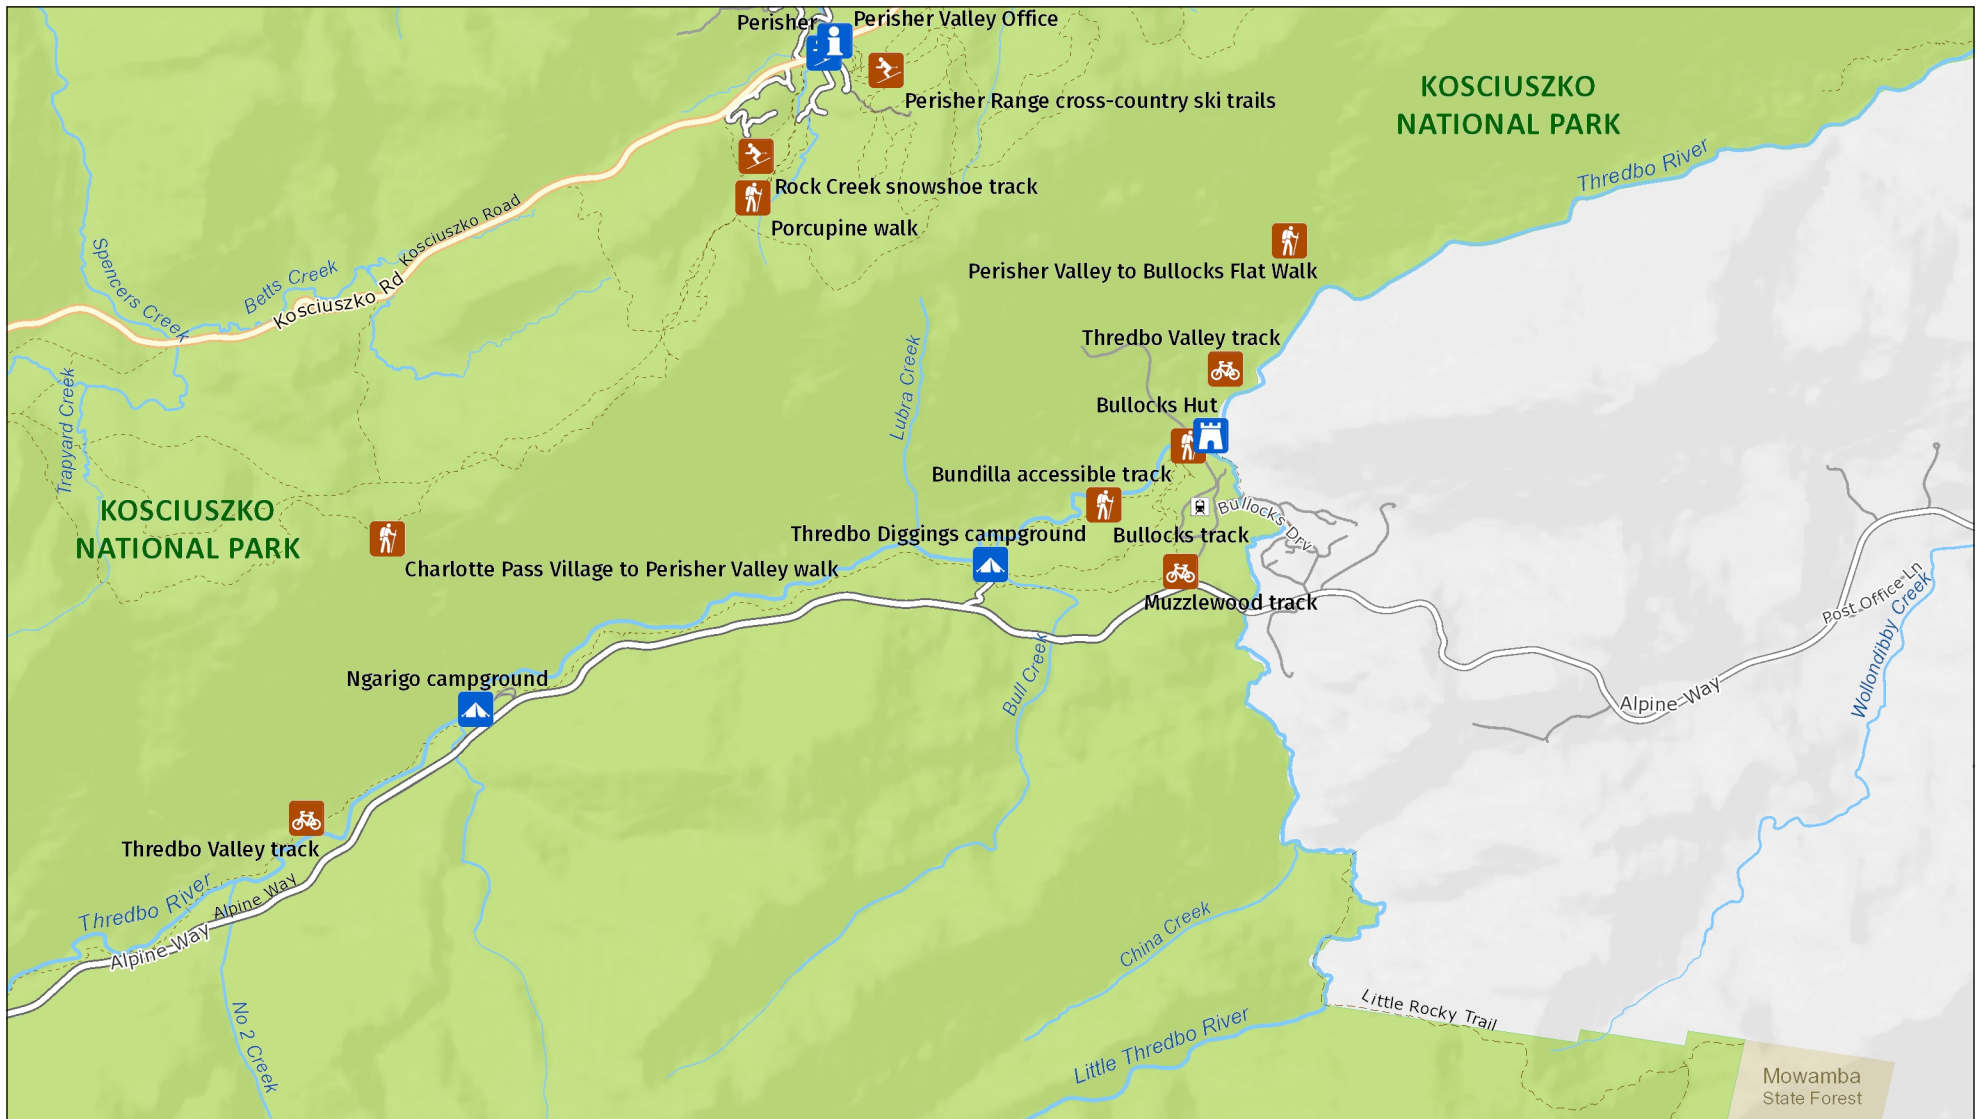 Perisher
Perisher Valley Office
Perisher Range cross-country ski trails
KOSCIUSZKO
NATIONAL PARK
Thredbo River
Rock Creek snowshoe track
Porcupine walk
Kosciuszko Road
Spencers Creek
Betts Creek
Kosciuszko Rd
Perisher Valley to Bullocks Flat Walk
Thredbo Valley track
Lubra Creek
Trapyard Creek
Bullocks Hut
Bundilla accessible track
KOSCIUSZKO
NATIONAL PARK
Bullocks Drv
Thredbo Diggings campground
Bullocks track
Charlotte Pass Village to Perisher Valley walk
Muzzlewood track
Post Office Ln
Wollondibby Creek
Bull Creek
Ngarigo campground
Alpine Way
Thredbo Valley track
Thredbo River
Alpine Way
Alpine Way
China Creek
No 2 Creek
Little Rocky Trail
Little Thredbo River
Mowamba
State Forest